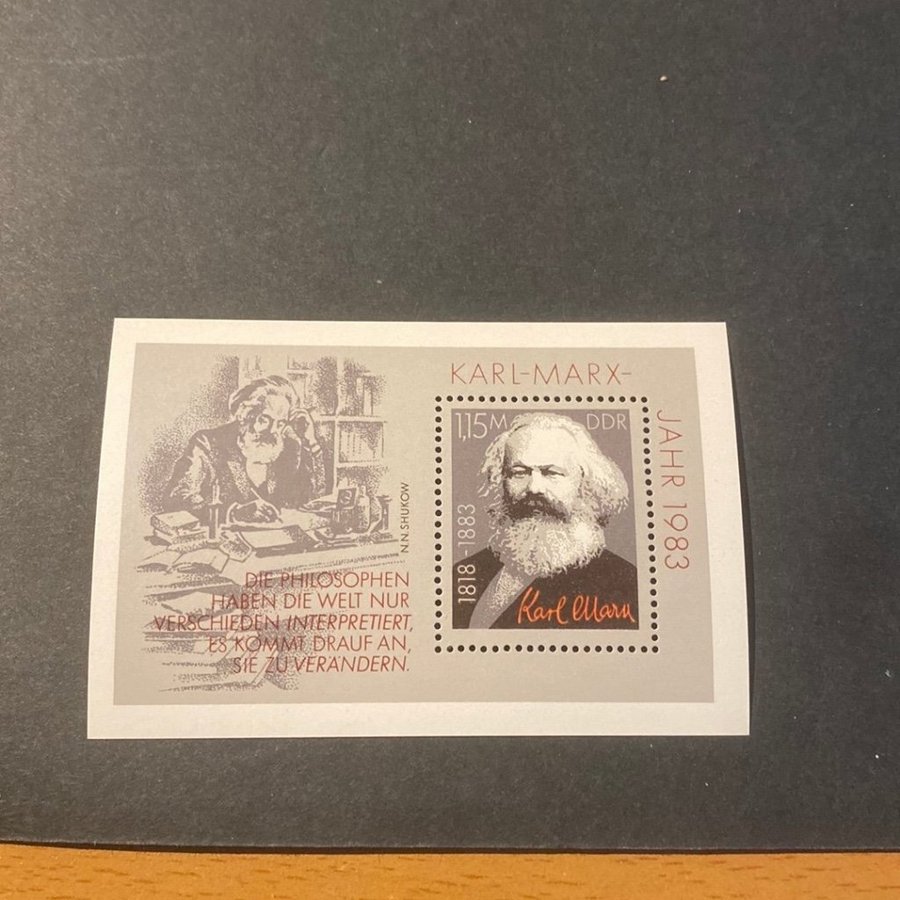 KARL-MARX-
JAHR 1983
1,15M DDR
1818-1883
Karl Marx
N.N.SHUKOW
DIE PHILOSOPHEN
HABEN DIE WELT NUR
VERSCHIEDEN INTERPRETIERT,
ES KOMMT DRAUF AN,
SIE ZU VERÄNDERN.